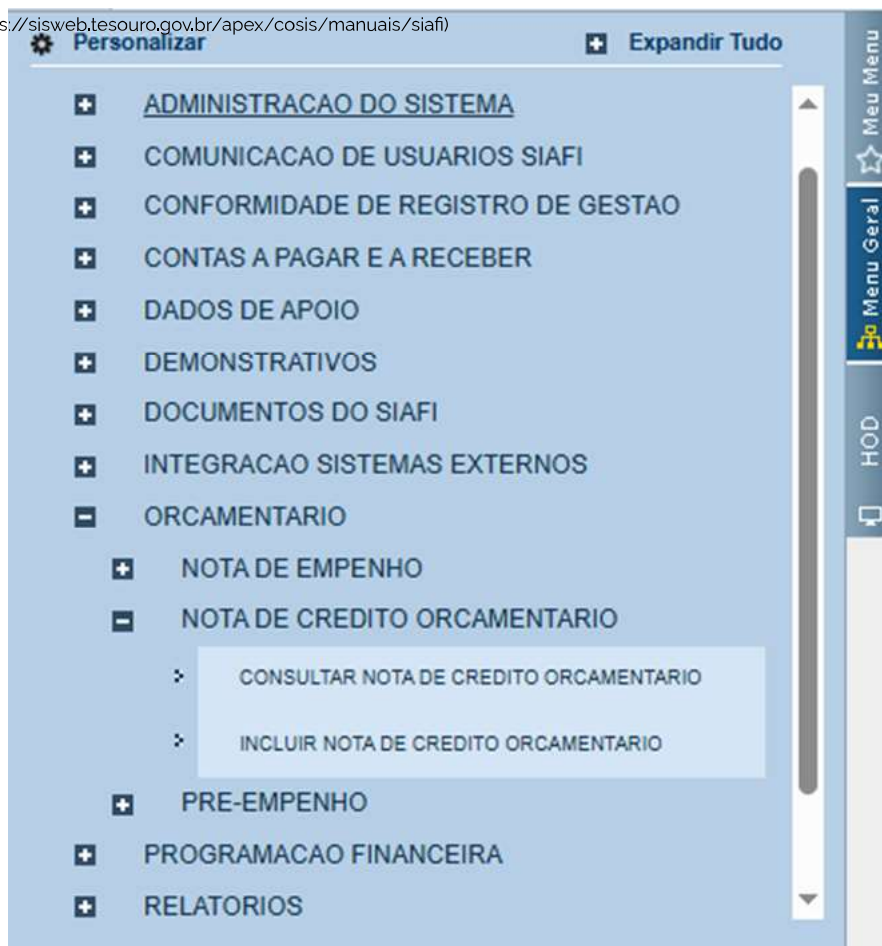 s://sisweb.tesouro.gov.br/apex/cosis/manuais/siafi)
Personalizar
Expandir Tudo
ADMINISTRACAO DO SISTEMA
COMUNICACAO DE USUARIOS SIAFI
CONFORMIDADE DE REGISTRO DE GESTAO
CONTAS A PAGAR E A RECEBER
DADOS DE APOIO
DEMONSTRATIVOS
DOCUMENTOS DO SIAFI
INTEGRACAO SISTEMAS EXTERNOS
ORCAMENTARIO
NOTA DE EMPENHO
NOTA DE CREDITO ORCAMENTARIO
CONSULTAR NOTA DE CREDITO ORCAMENTARIO
INCLUIR NOTA DE CREDITO ORCAMENTARIO
PRE-EMPENHO
PROGRAMACAO FINANCEIRA
RELATORIOS
Meu Menu
Menu Geral
HOD